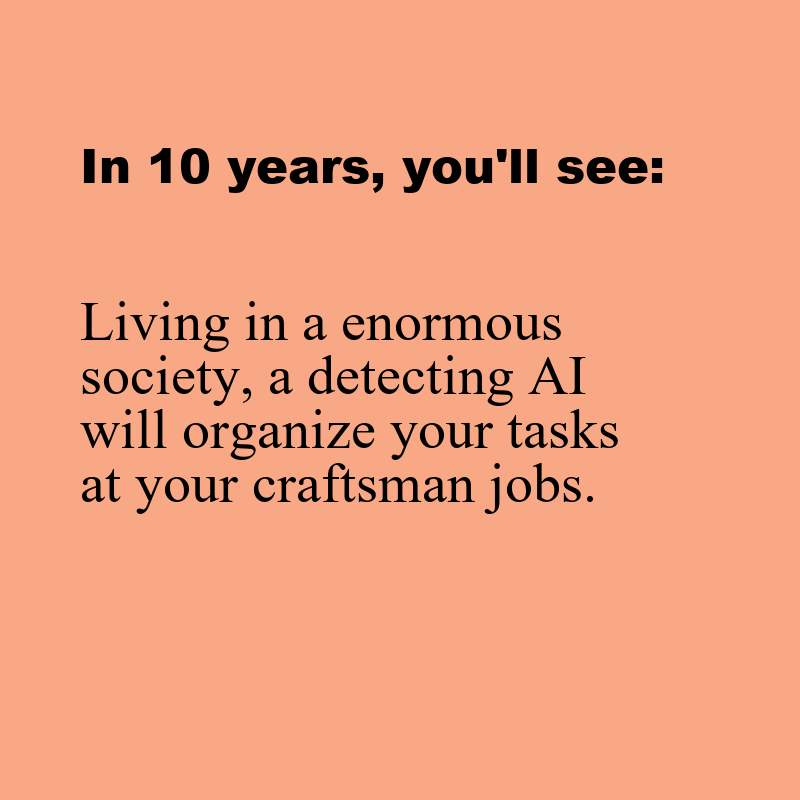 In 10 years, you'll see:
Living in a enormous
society, a detecting AI
will organize your tasks
at your craftsman jobs.